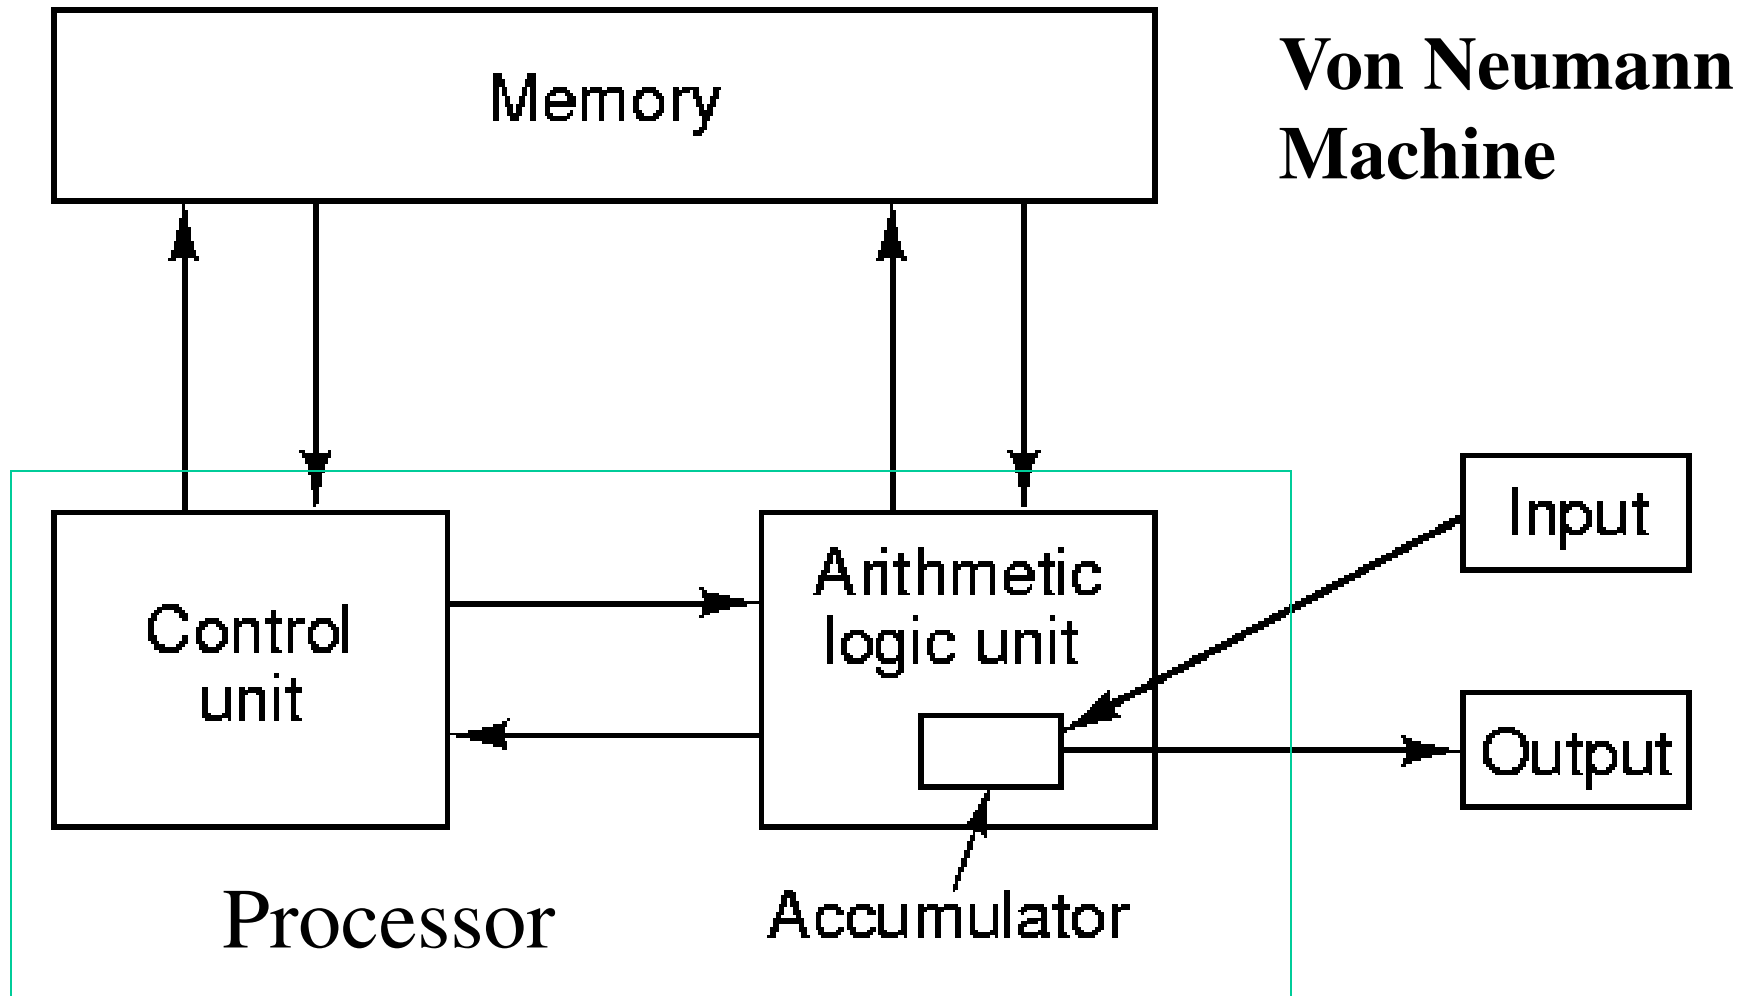 Memory
Von Neumann
Machine
Control
unit
Arithmetic
logic unit
Input
Output
Accumulator
Processor